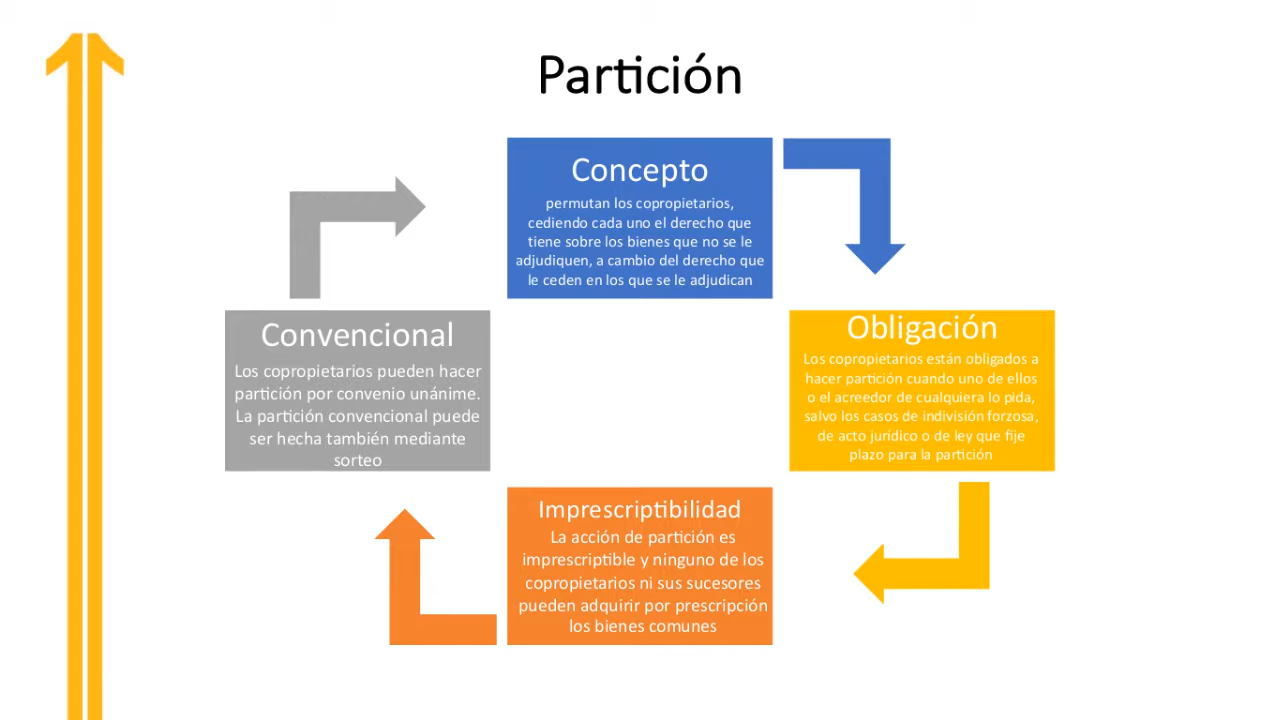 Partición
Concepto
permutan los copropietarios,
cediendo cada uno el derecho que
tiene sobre los bienes que no se le
adjudiquen, a cambio del derecho que
le ceden en los que se le adjudican
Obligación
Los copropietarios están obligados a
hacer partición cuando uno de ellos
o el acreedor de cualquiera lo pida,
salvo los casos de indivisión forzosa,
de acto jurídico o de ley que fije
plazo para la partición
Imprescriptibilidad
La acción de partición es
imprescriptible y ninguno de los
copropietarios ni sus sucesores
pueden adquirir por prescripción
los bienes comunes
Convencional
Los copropietarios pueden hacer
partición por convenio unánime.
La partición convencional puede
ser hecha también mediante
sorteo